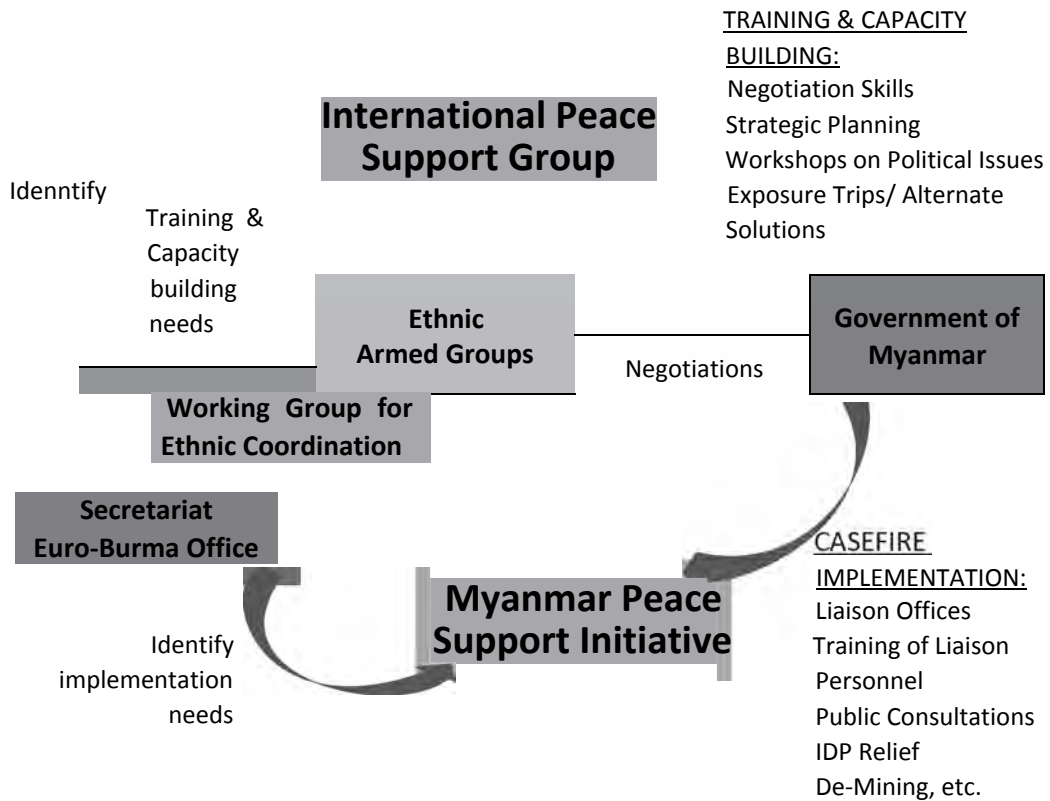 TRAINING & CAPACITY
BUILDING:
Negotiation Skills
Strategic Planning
Workshops on Political Issues
Exposure Trips/ Alternate
Solutions
International Peace
Support Group
Idenntify
Training &
Capacity
building
needs
Ethnic
Armed Groups
Negotiations
Government of
Myanmar
Working Group for
Ethnic Coordination
Secretariat
Euro-Burma Office
Identify
implementation
needs
Myanmar Peace
Support Initiative
CASEFIRE
IMPLEMENTATION:
Liaison Offices
Training of Liaison
Personnel
Public Consultations
IDP Relief
De-Mining, etc.